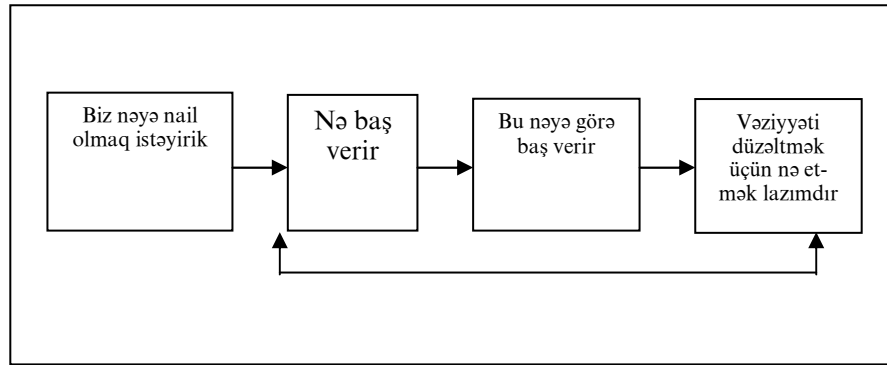 Biz nəyə nail
olmaq istəyirik
Nə baş
verir
Bu nəyə görə
baş verir
Vəziyyəti
düzəltmək
üçün nə et-
mək lazımdır